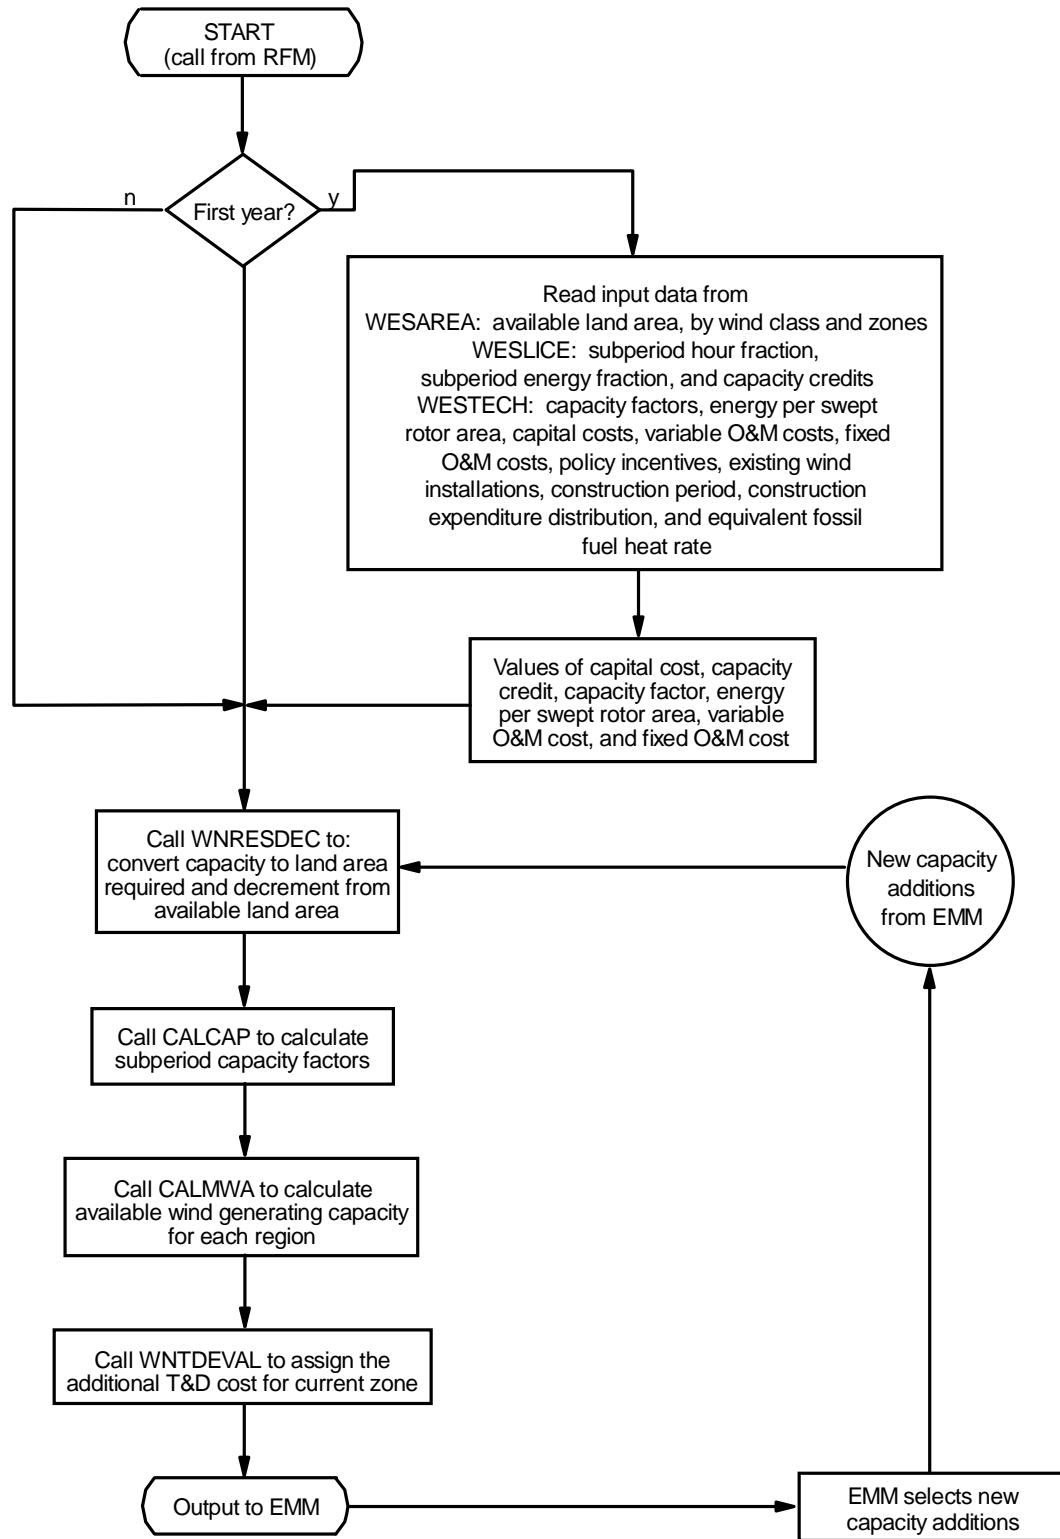 START
(call from RFM)
n
y
First year?
Read input data from
WESAREA: available land area, by wind class and zones
WESLICE: subperiod hour fraction,
subperiod energy fraction, and capacity credits
WESTECH: capacity factors, energy per swept
rotor area, capital costs, variable O&M costs, fixed
O&M costs, policy incentives, existing wind
installations, construction period, construction
expenditure distribution, and equivalent fossil
fuel heat rate
Values of capital cost, capacity
credit, capacity factor, energy
per swept rotor area, variable
O&M cost, and fixed O&M cost
Call WNRESDEC to:
convert capacity to land area
required and decrement from
available land area
New capacity
additions
from EMM
Call CALCAP to calculate
subperiod capacity factors
Call CALMWA to calculate
available wind generating capacity
for each region
Call WNTDEVAL to assign the
additional T&D cost for current zone
Output to EMM
EMM selects new
capacity additions